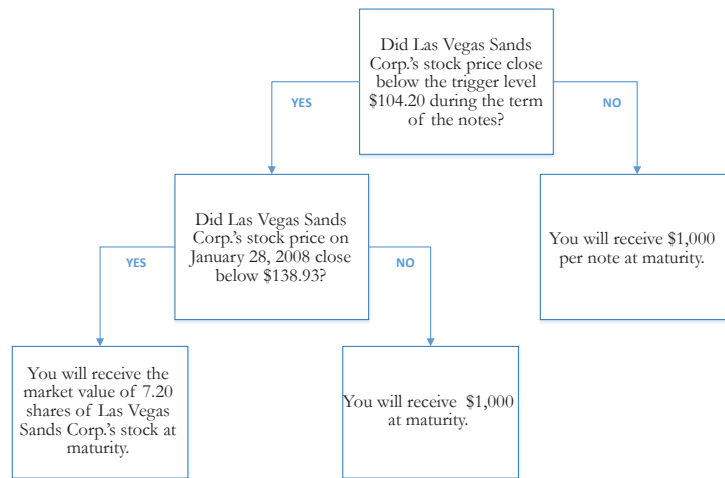 Did Las Vegas Sands
Corp.'s stock price close
below the trigger level
$104.20 during the term
of the notes?
YES
NO
Did Las Vegas Sands
Corp.'s stock price on
January 28, 2008 close
below $138.93?
You will receive $1,000
per note at maturity.
YES
NO
You will receive the
market value of 7.20
shares of Las Vegas
Sands Corp.'s stock at
maturity.
You will receive $1,000
at maturity.